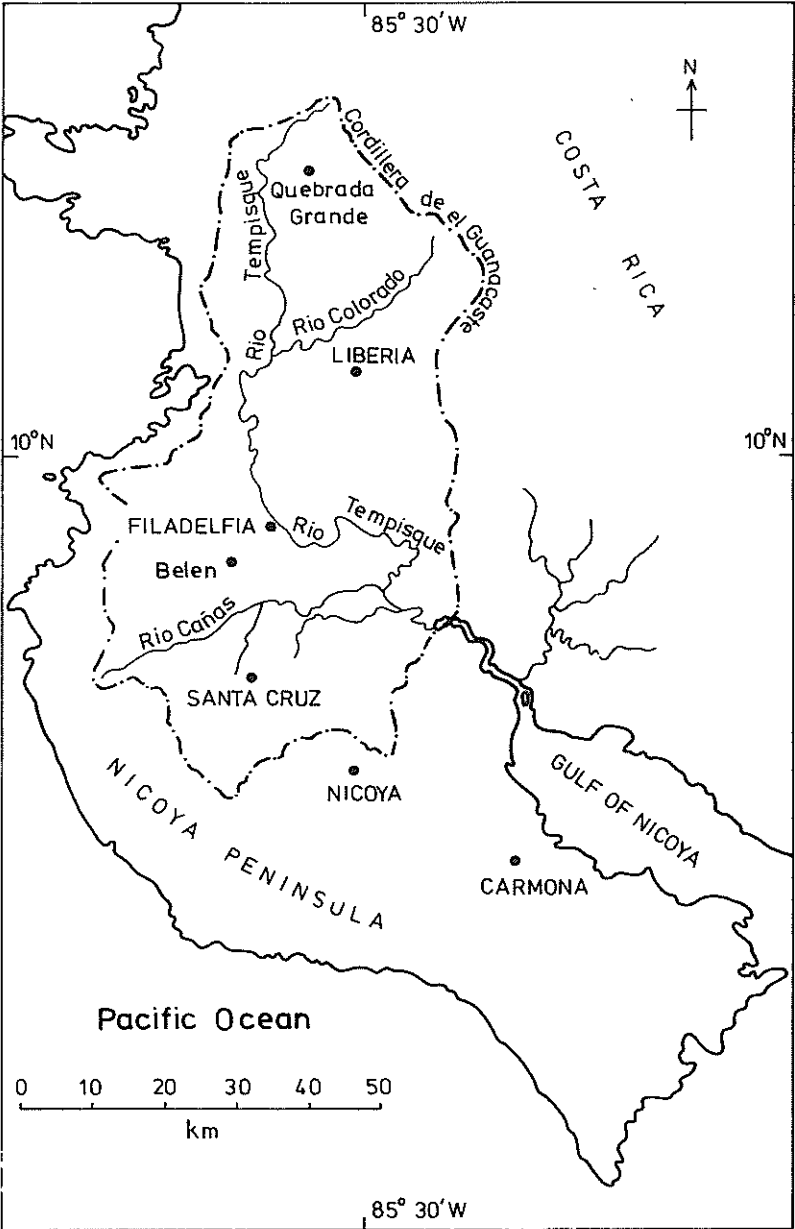 85° 30′ W
N
COSTA RICA
Cordillera de el Guanacaste
Quebrada
Grande
Rio Tempisque
Rio Colorado
LIBERIA
10°N
10°N
FILADELFIA
Rio Tempisque
Belen
Rio Cañas
SANTA CRUZ
NICOYA
GULF OF NICOYA
NICOYA PENINSULA
CARMONA
Pacific Ocean
0 10 20 30 40 50
km
85° 30′ W